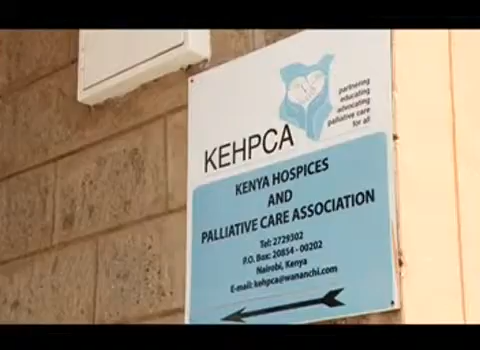 partnering
educating
advocating
palliative care
for all
KEHPCA
KENYA HOSPICES
AND
PALLIATIVE CARE ASSOCIATION
Tel: 2729302
P.O. Box: 20854 - 00202
Nairobi, Kenya
E-mail: kehpca@wananchi.com